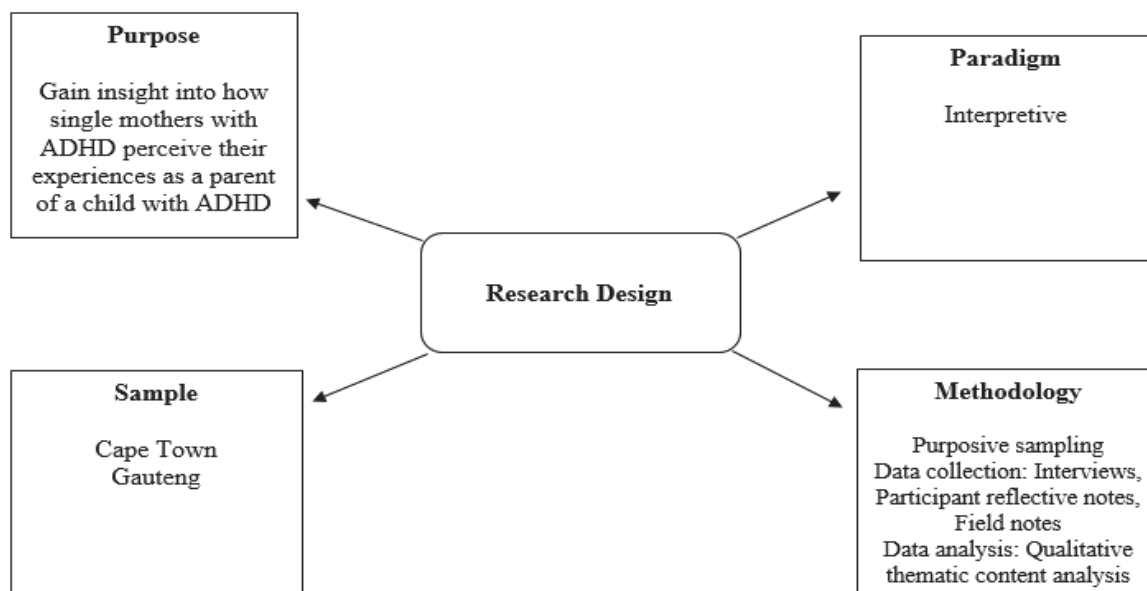 Purpose
Gain insight into how
single mothers with
ADHD perceive their
experiences as a parent
of a child with ADHD
Paradigm
Interpretive
Research Design
Sample
Cape Town
Gauteng
Methodology
Purposive sampling
Data collection: Interviews,
Participant reflective notes,
Field notes
Data analysis: Qualitative
thematic content analysis